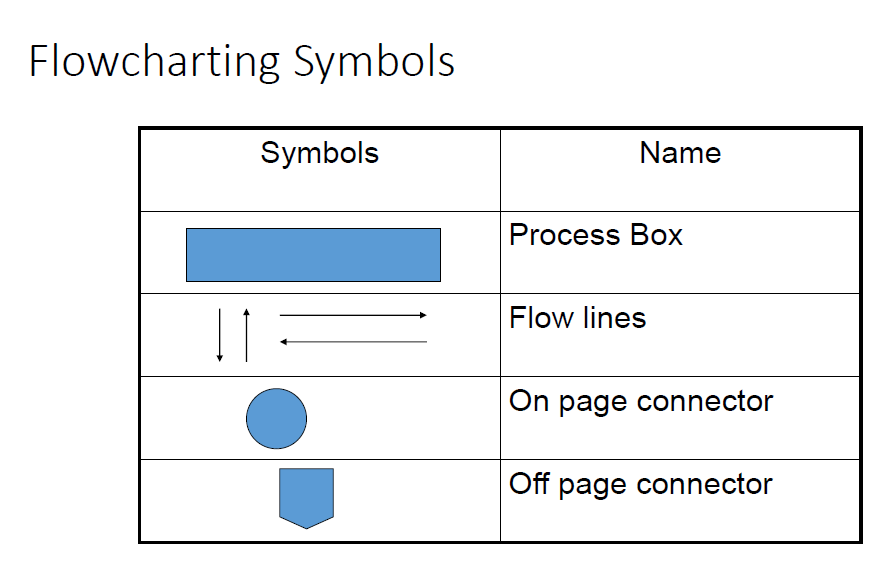 Flowcharting Symbols
Symbols
Name
Process Box
Flow lines
On page connector
Off page connector